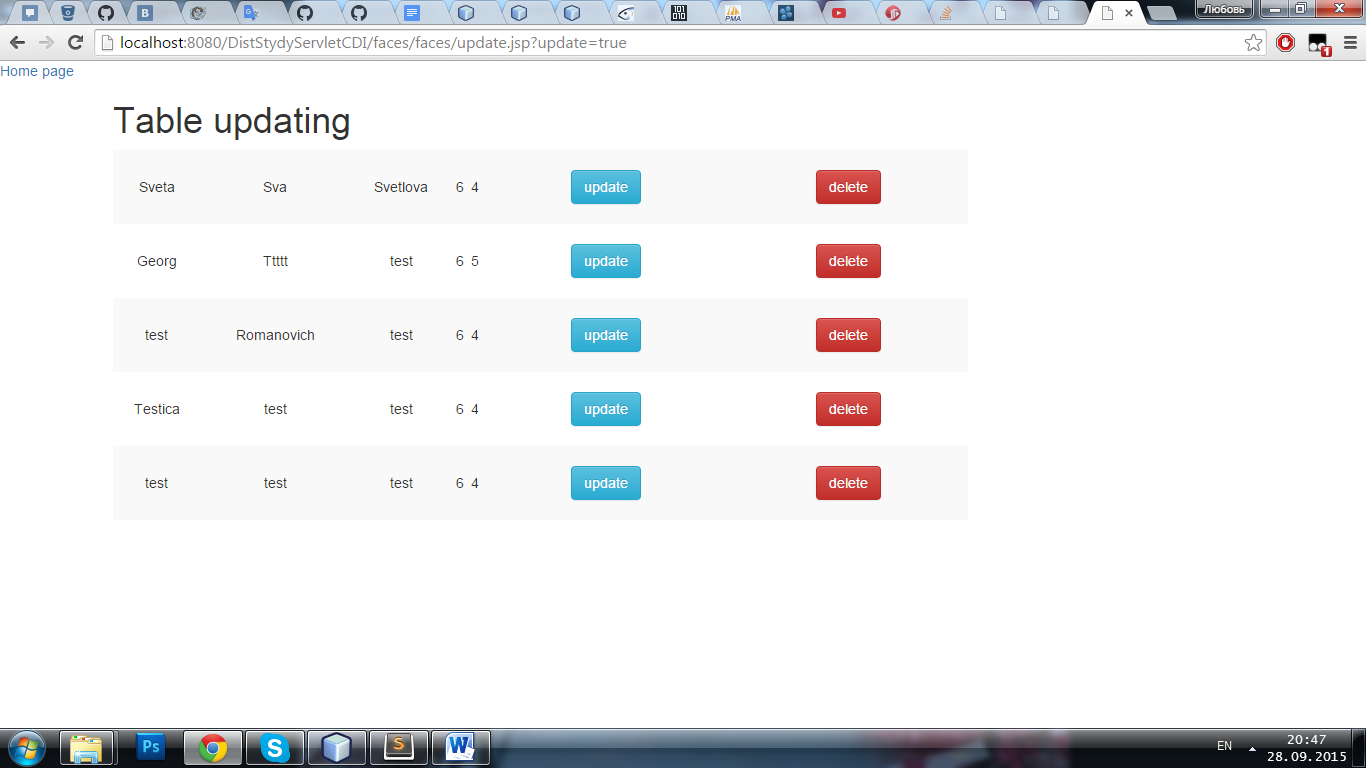 Любовь
localhost:8080/DistStydyServletCDI/faces/faces/update.jsp?update=true
1
Home page
Table updating
Sveta Sva Svetlova 6 4 update delete
Georg Ttttt test 6 5 update delete
test Romanovich test 6 4 update delete
Testica test test 6 4 update delete
test test test 6 4 update delete
Ps
S
S
W
EN
20:47
28.09.2015